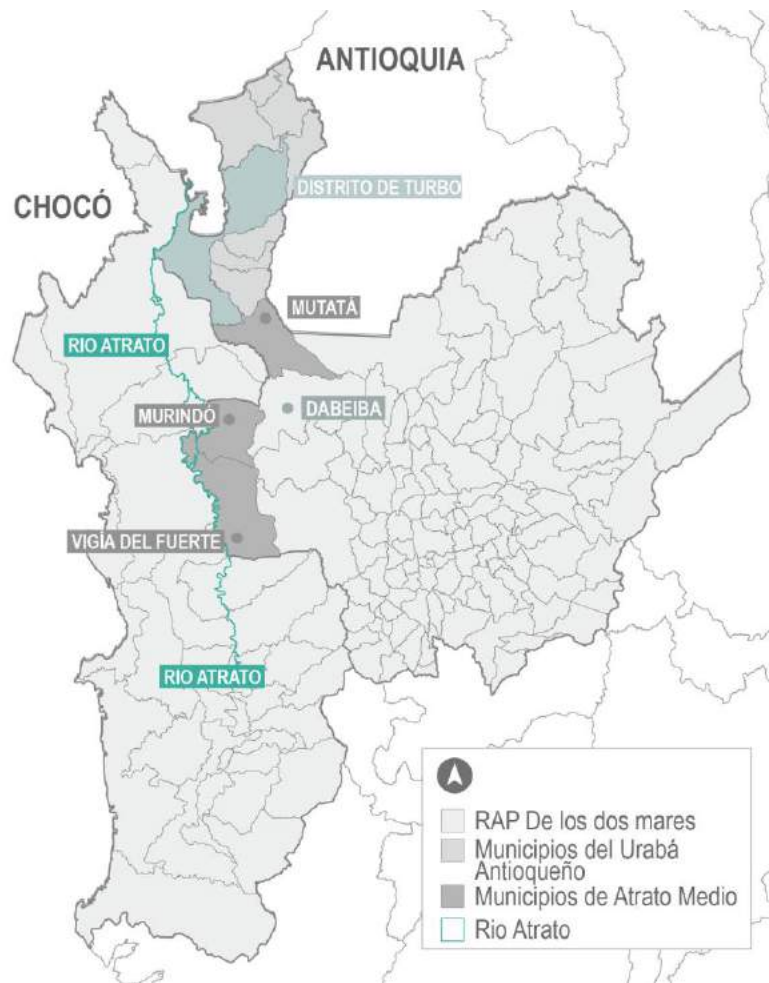 ANTIOQUIA
DISTRITO DE TURBO
CHOCÓ
MUTATÁ
RIO ATRATO
DABEIBA
MURINDÓ
VIGÍA DEL FUERTE
RIO ATRATO
RAP De los dos mares
Municipios del Urabá
Antioqueño
Municipios de Atrato Medio
Rio Atrato